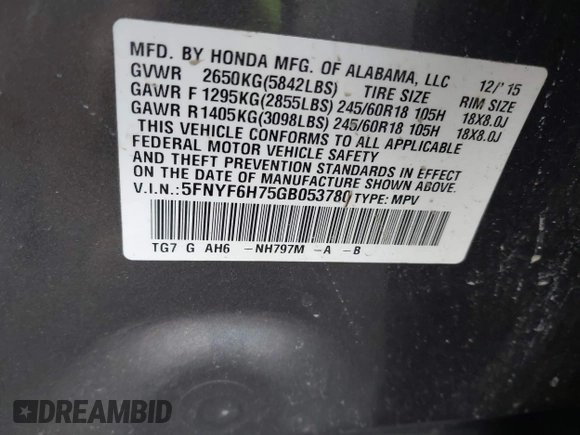 MFD. BY HONDA MFG. OF ALABAMA, LLC 12/'15
GVWR 2650KG(5842LBS) TIRE SIZE RIM SIZE
GAWR F 1295KG(2855LBS) 245/60R18 105H 18X8.0J
GAWR R 1405KG(3098LBS) 245/60R18 105H 18X8.0J
THIS VEHICLE CONFORMS TO ALL APPLICABLE
FEDERAL MOTOR VEHICLE SAFETY
AND THEFT PREVENTION STANDARDS IN EFFECT
ON THE DATE OF MANUFACTURE SHOWN ABOVE.
V.I.N.: 5FNYF6H75GB053780 TYPE: MPV
TG7 G AH6 -NH797M -A -B
DREAMBID